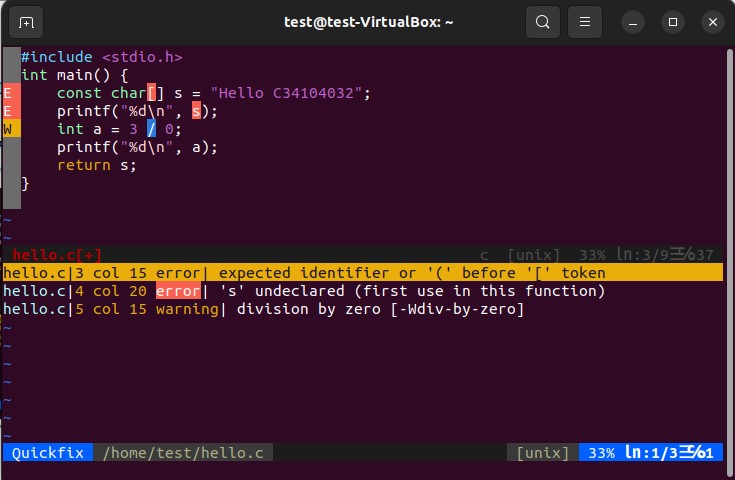 test@test-VirtualBox: ~
#include <stdio.h>
int main() {
E    const char[] s = "Hello C34104032";
E    printf("%d\n", s);
W    int a = 3 / 0;
    printf("%d\n", a);
    return s;
}
~
~
hello.c[+] c [unix] 33% ln:3/9 37
hello.c|3 col 15 error| expected identifier or '(' before '[' token
hello.c|4 col 20 error| 's' undeclared (first use in this function)
hello.c|5 col 15 warning| division by zero [-Wdiv-by-zero]
~
~
~
~
~
~
~
Quickfix /home/test/hello.c [unix] 33% ln:1/3 1